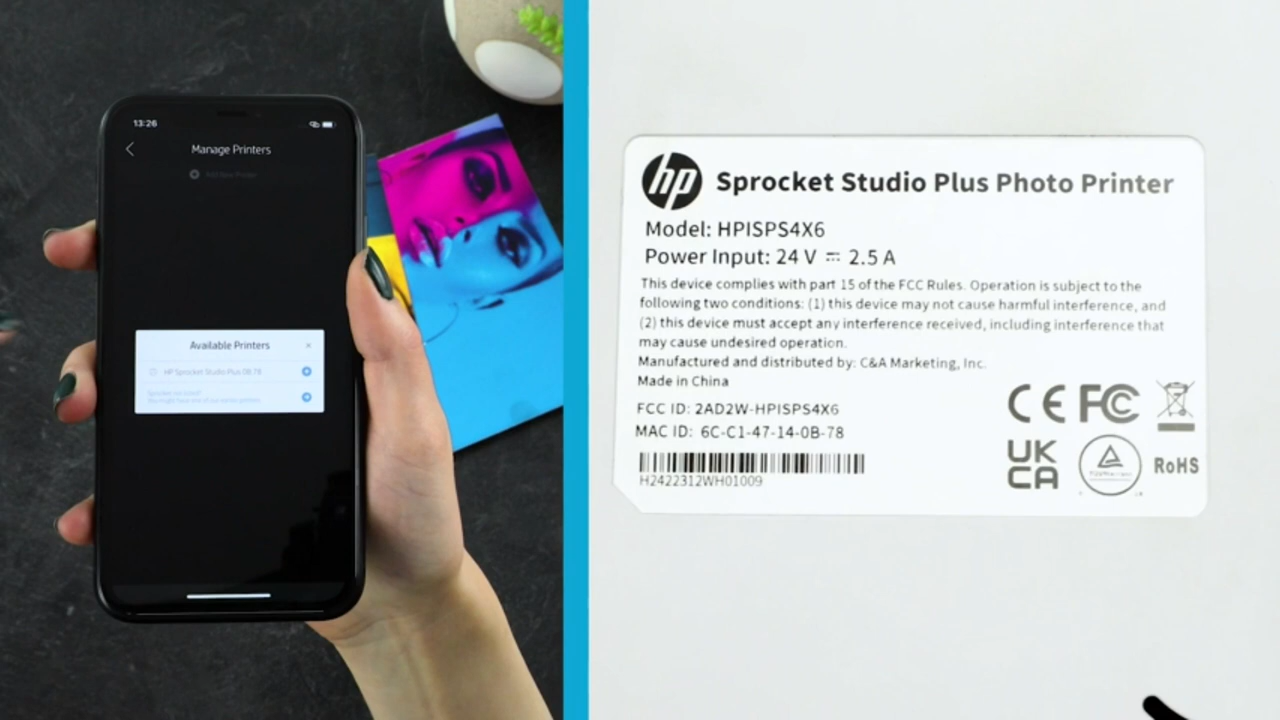 13:26
Manage Printers
Add New Printer
Available Printers
HP Sprocket Studio Plus 0B:78
hp
Sprocket Studio Plus Photo Printer
Model: HPISPS4X6
Power Input: 24 V ⎓ 2.5 A
This device complies with part 15 of the FCC Rules. Operation is subject to the
following two conditions: (1) this device may not cause harmful interference, and
(2) this device must accept any interference received, including interference that
may cause undesired operation.
Manufactured and distributed by: C&A Marketing, Inc.
Made in China
FCC ID: 2AD2W-HPISPS4X6
MAC ID: 6C-C1-47-14-0B-78
H2422312WH01009
CE FC
UK
CA
RoHS